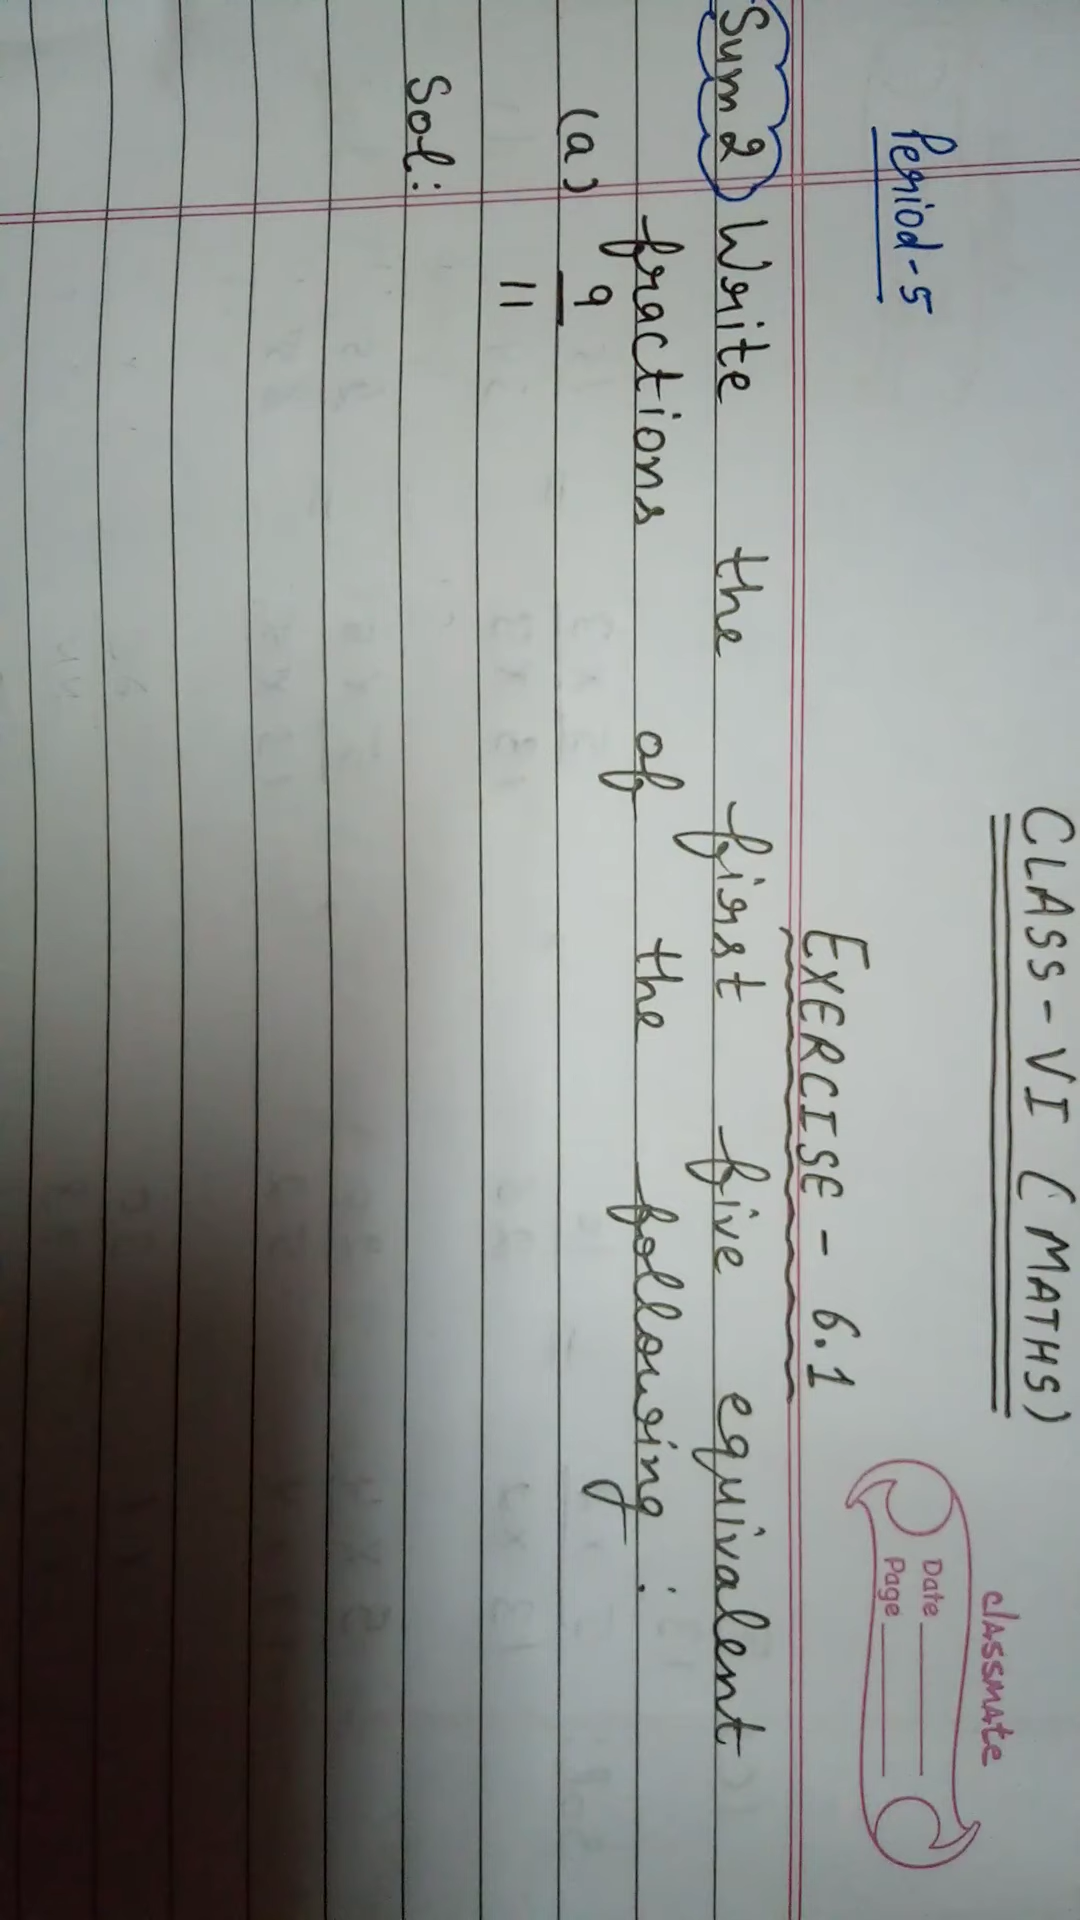 CLASS-VI (MATHS)
classmate
Date
Page
Period-5
EXERCISE - 6.1
Sum 2) Write the first five equivalent
fractions of the following:
(a) 9
11
Sol: